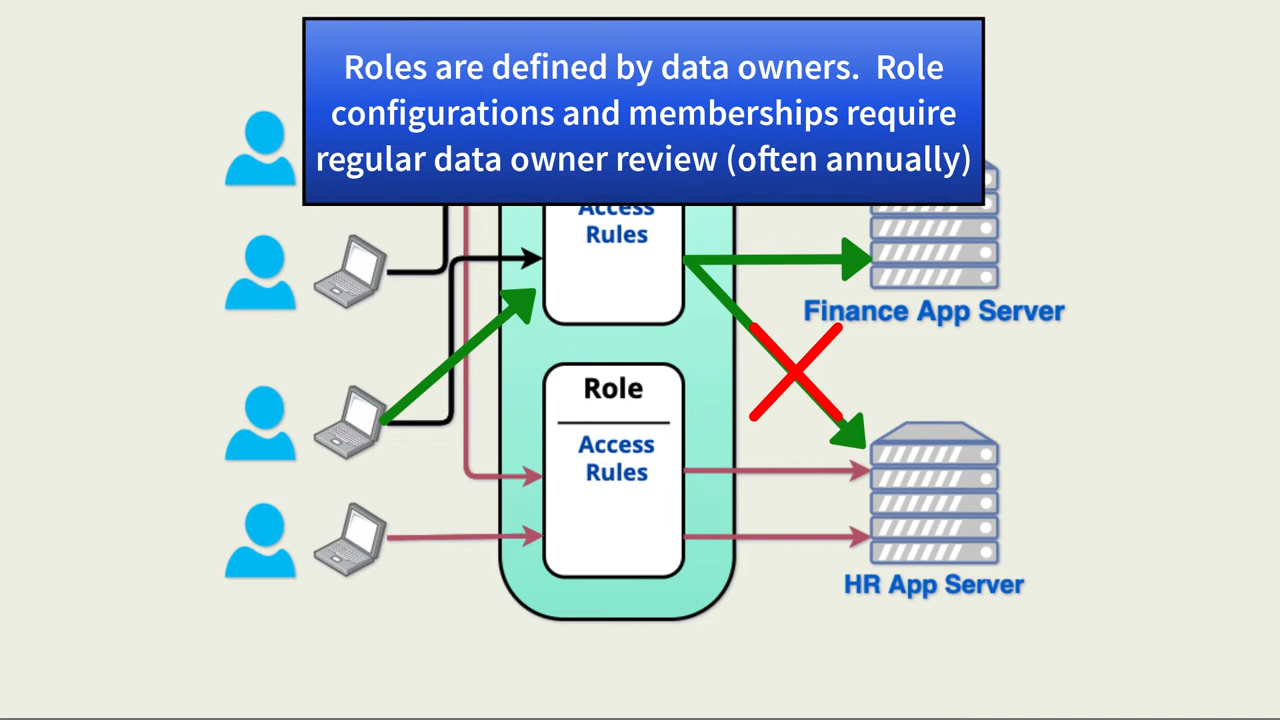 Roles are defined by data owners.  Role
configurations and memberships require
regular data owner review (often annually)
Access
Rules
Finance App Server
Role
Access
Rules
HR App Server